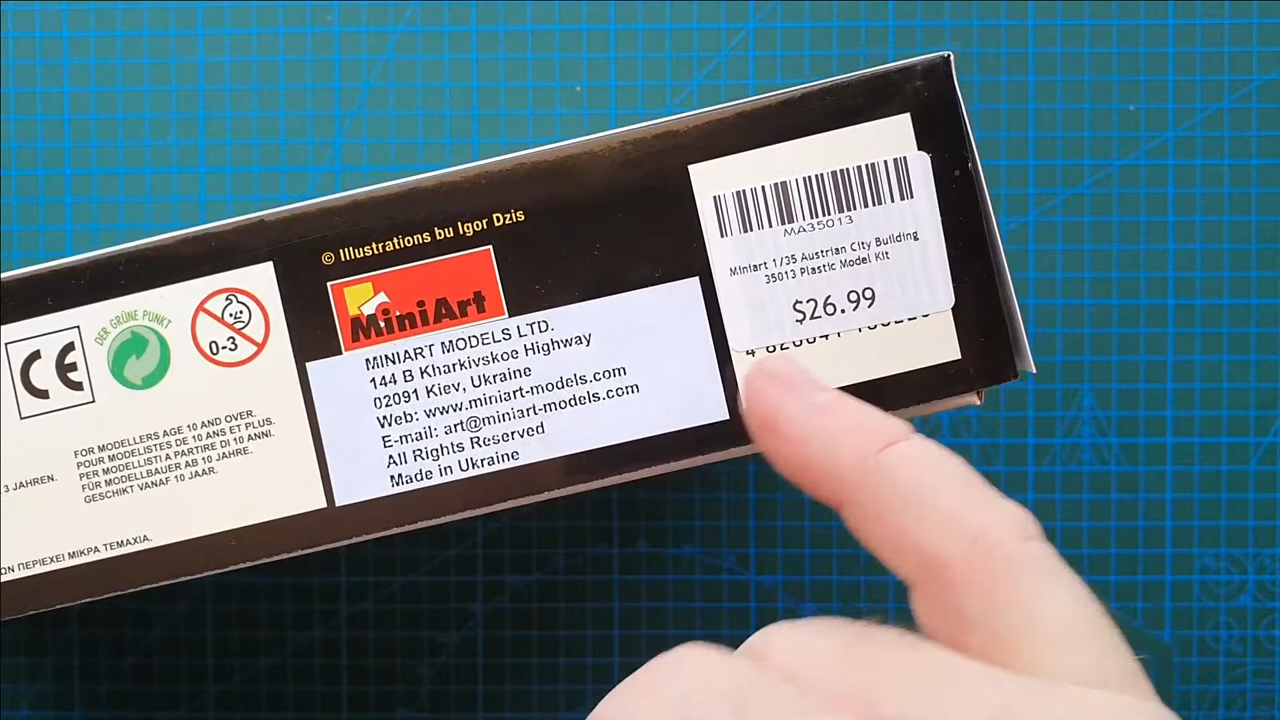 © Illustrations bu Igor Dzis
MiniArt
MINIART MODELS LTD.
144 B Kharkivskoe Highway
02091 Kiev, Ukraine
Web: www.miniart-models.com
E-mail: art@miniart-models.com
All Rights Reserved
Made in Ukraine
MA35013
Miniart 1/35 Austrian City Building
35013 Plastic Model Kit
$26.99
CE
DER GRÜNE PUNKT
0-3
FOR MODELLERS AGE 10 AND OVER.
POUR MODELISTES DE 10 ANS ET PLUS.
PER MODELLISTI A PARTIRE DI 10 ANNI.
FÜR MODELLBAUER AB 10 JAHRE.
GESCHIKT VANAF 10 JAAR.
3 JAHREN.
ΠΕΡΙΕΧΕΙ ΜΙΚΡΑ ΤΕΜΑΧΙΑ.